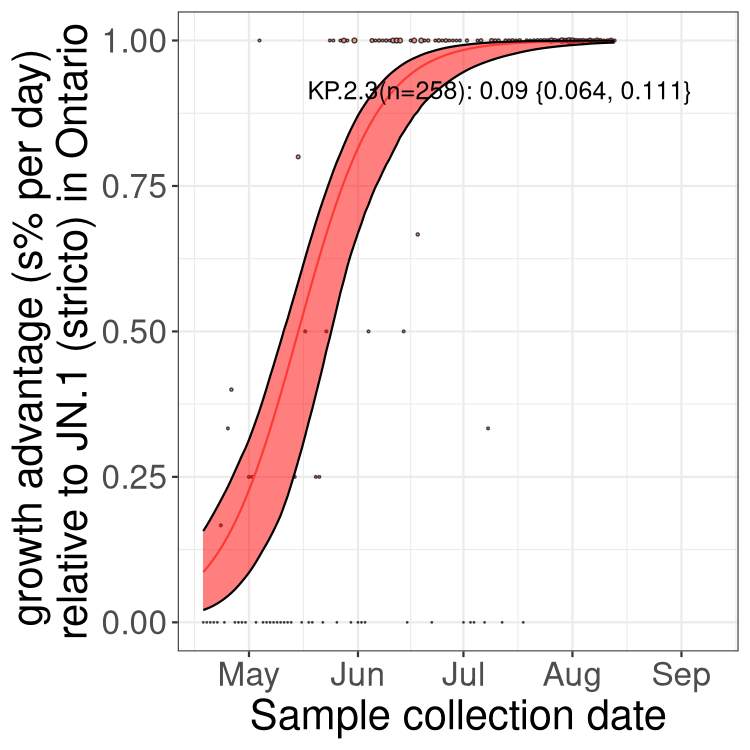 growth advantage (s% per day)
relative to JN.1 (stricto) in Ontario
1.00
0.75
0.50
0.25
0.00
KP.2.3(n=258): 0.09 {0.064, 0.111}
May Jun Jul Aug Sep
Sample collection date